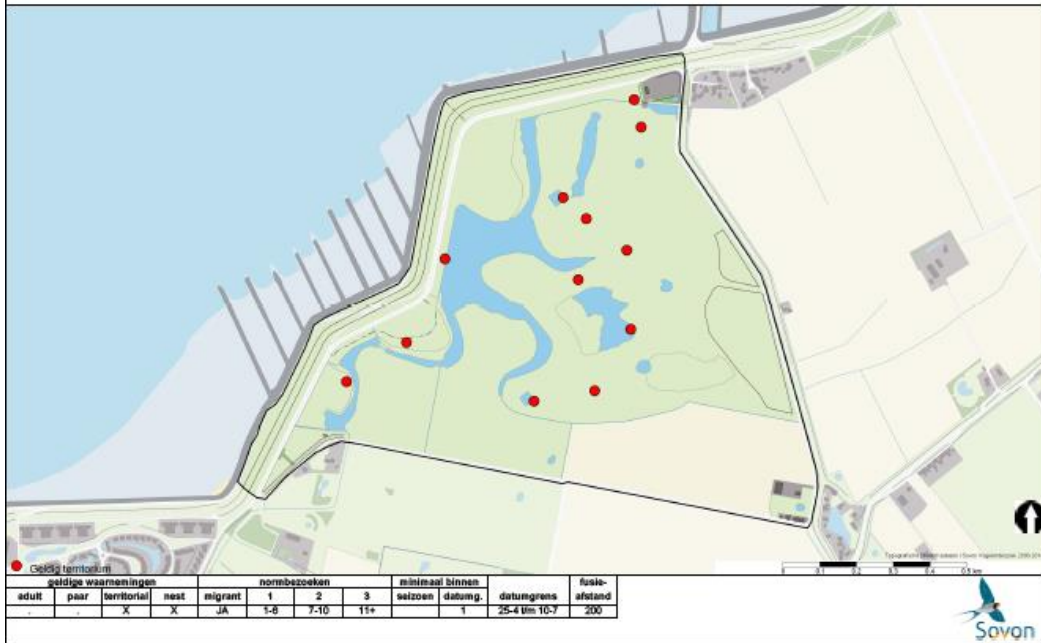 Geldig territorium
0 0.1 0.2 0.3 0.4 0.5 km
geldige waarnemingen normbezoeken minimaal binnen fusie-
adult paar territorial nest migrant 1 2 3 seizoen datumg. datumgrens afstand
. . X X JA 1-6 7-10 11+ 1 25-4 t/m 10-7 200
Sovon